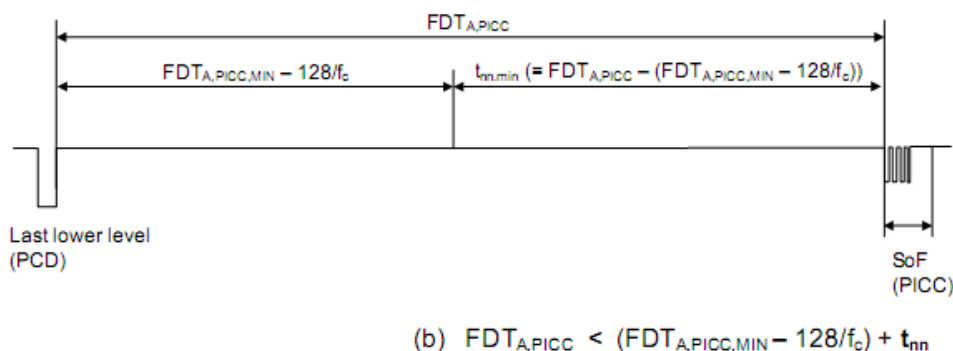 FDTA,PICC
FDTA,PICC,MIN – 128/fc
tnn.min (= FDTA,PICC – (FDTA,PICC,MIN – 128/fc))
Last lower level
(PCD)
SoF
(PICC)
(b) FDTA,PICC < (FDTA,PICC,MIN – 128/fc) + tnn